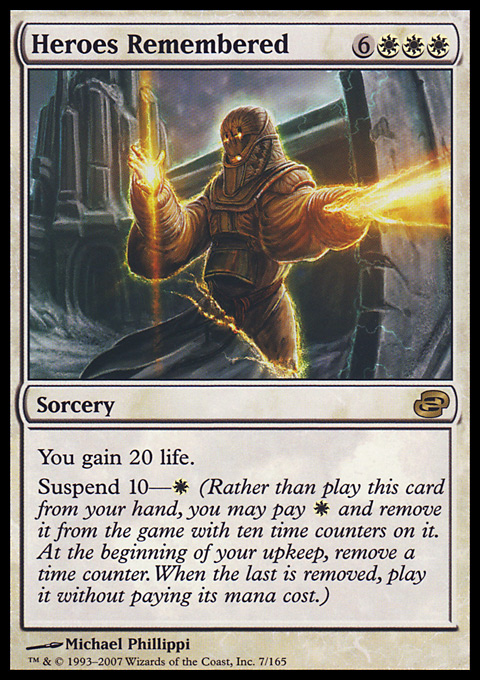 Heroes Remembered 6
Sorcery
You gain 20 life.
Suspend 10— (Rather than play this card
from your hand, you may pay and remove
it from the game with ten time counters on it.
At the beginning of your upkeep, remove a
time counter. When the last is removed, play
it without paying its mana cost.)
Michael Phillippi
™ & © 1993–2007 Wizards of the Coast, Inc. 7/165